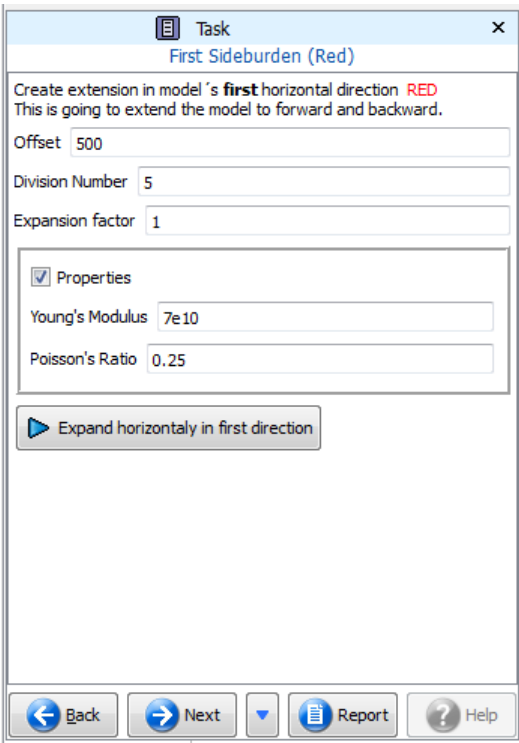 Task
First Sideburden (Red)
Create extension in model´s first horizontal direction RED
This is going to extend the model to forward and backward.
Offset 500
Division Number 5
Expansion factor 1
Properties
Young's Modulus 7e10
Poisson's Ratio 0.25
Expand horizontaly in first direction
Back Next Report Help